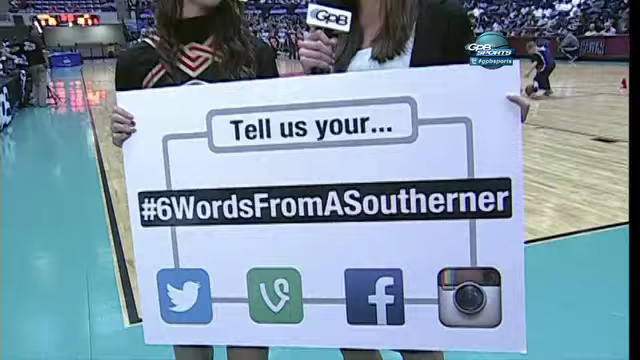 GPB
GPB
SPORTS
#gpbsports
Tell us your...
#6WordsFromASoutherner